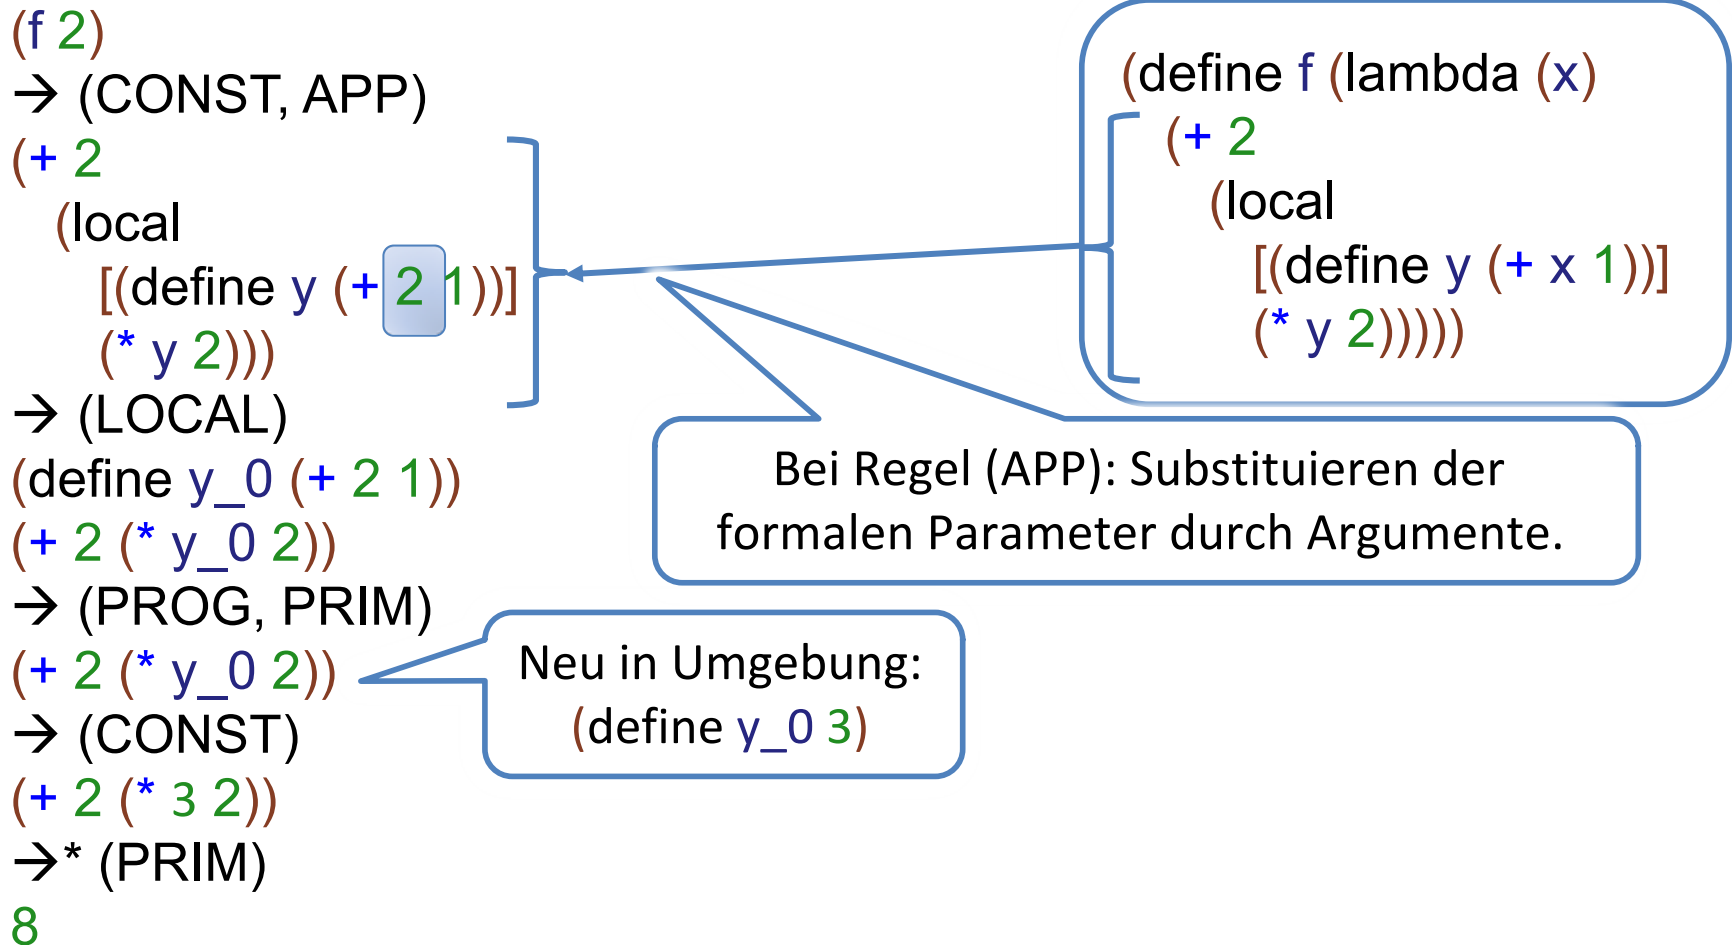 (f 2)
→ (CONST, APP)
(+ 2
(local
[(define y (+ 2 1))]
(* y 2)))
→ (LOCAL)
(define y_0 (+ 2 1))
(+ 2 (* y_0 2))
→ (PROG, PRIM)
(+ 2 (* y_0 2))
→ (CONST)
(+ 2 (* 3 2))
→* (PRIM)
8
(define f (lambda (x)
(+ 2
(local
[(define y (+ x 1))]
(* y 2)))))
Bei Regel (APP): Substituieren der
formalen Parameter durch Argumente.
Neu in Umgebung:
(define y_0 3)